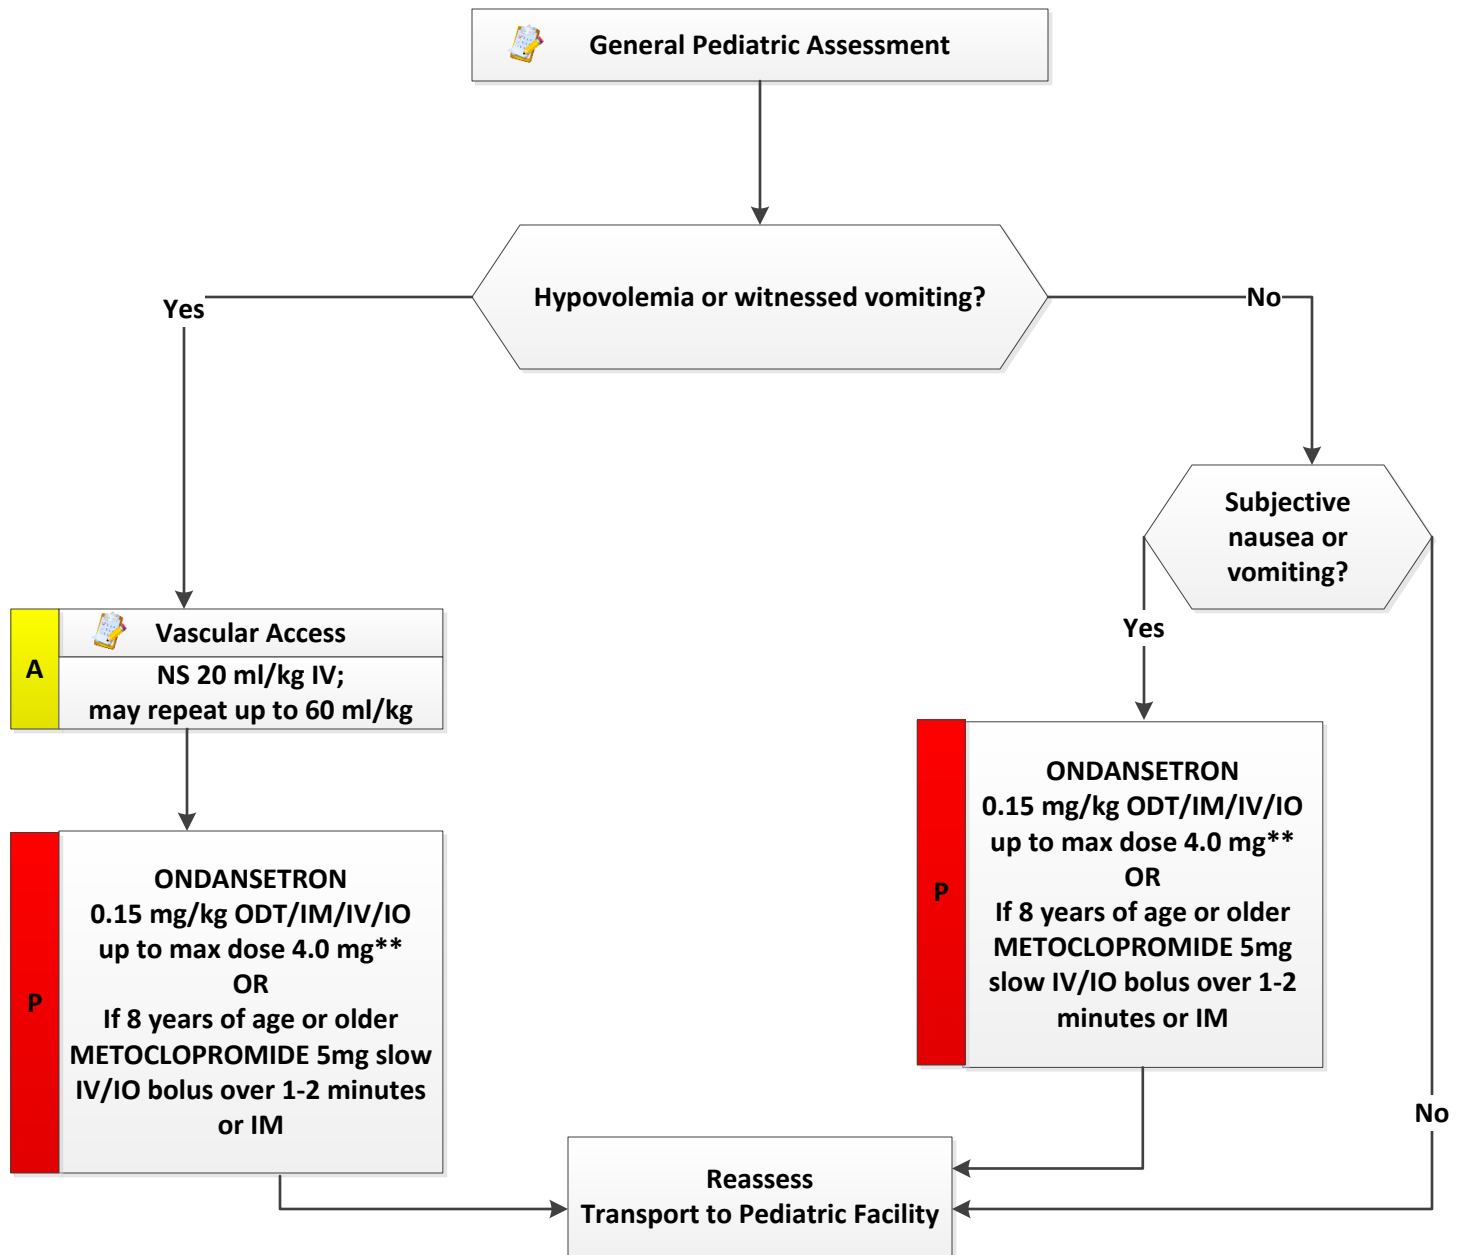 General Pediatric Assessment
Hypovolemia or witnessed vomiting?
Yes
No
Subjective
nausea or
vomiting?
Yes
No
A
Vascular Access
NS 20 ml/kg IV;
may repeat up to 60 ml/kg
P
ONDANSETRON
0.15 mg/kg ODT/IM/IV/IO
up to max dose 4.0 mg**
OR
If 8 years of age or older
METOCLOPROMIDE 5mg slow
IV/IO bolus over 1-2 minutes
or IM
P
ONDANSETRON
0.15 mg/kg ODT/IM/IV/IO
up to max dose 4.0 mg**
OR
If 8 years of age or older
METOCLOPROMIDE 5mg
slow IV/IO bolus over 1-2
minutes or IM
Reassess
Transport to Pediatric Facility